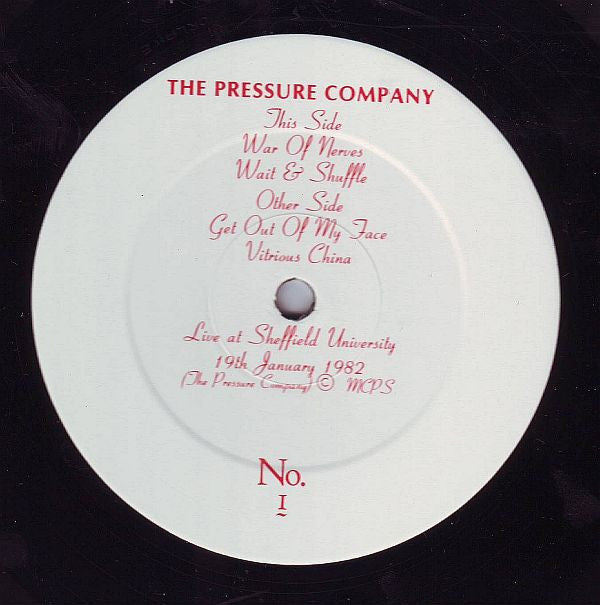 THE PRESSURE COMPANY
This Side
War Of Nerves
Wait & Shuffle
Other Side
Get Out Of My Face
Vitrious China
Live at Sheffield University
19th January 1982
(The Pressure Company) © MCPS
No.
I